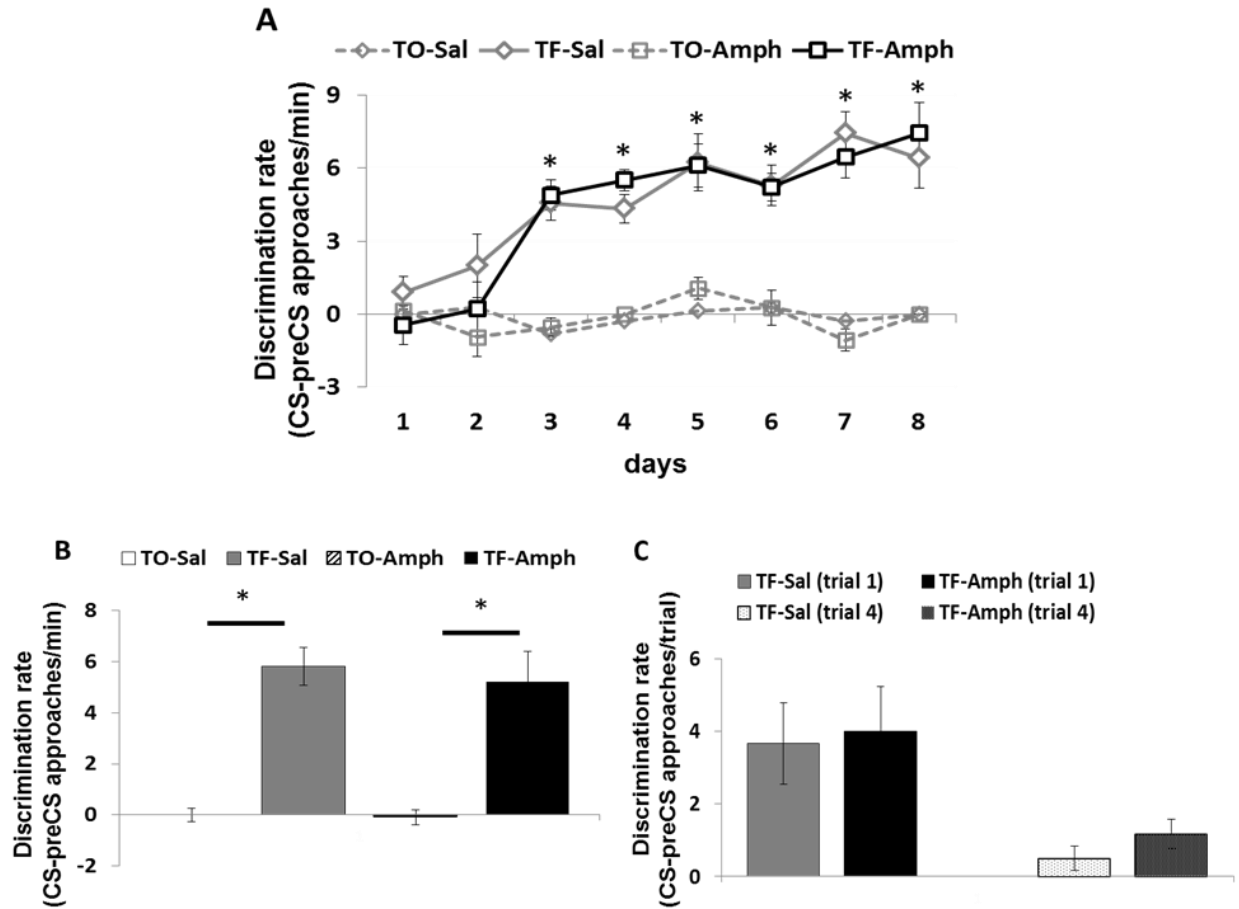 A
TO-Sal TF-Sal TO-Amph TF-Amph
Discrimination rate
(CS-preCS approaches/min)
9
6
3
0
-3
* * * * * *
1 2 3 4 5 6 7 8
days
B
TO-Sal TF-Sal TO-Amph TF-Amph
Discrimination rate
(CS-preCS approaches/min)
8
6
4
2
0
-2
* *
C
TF-Sal (trial 1) TF-Amph (trial 1)
TF-Sal (trial 4) TF-Amph (trial 4)
Discrimination rate
(CS-preCS approaches/trial)
6
4
2
0